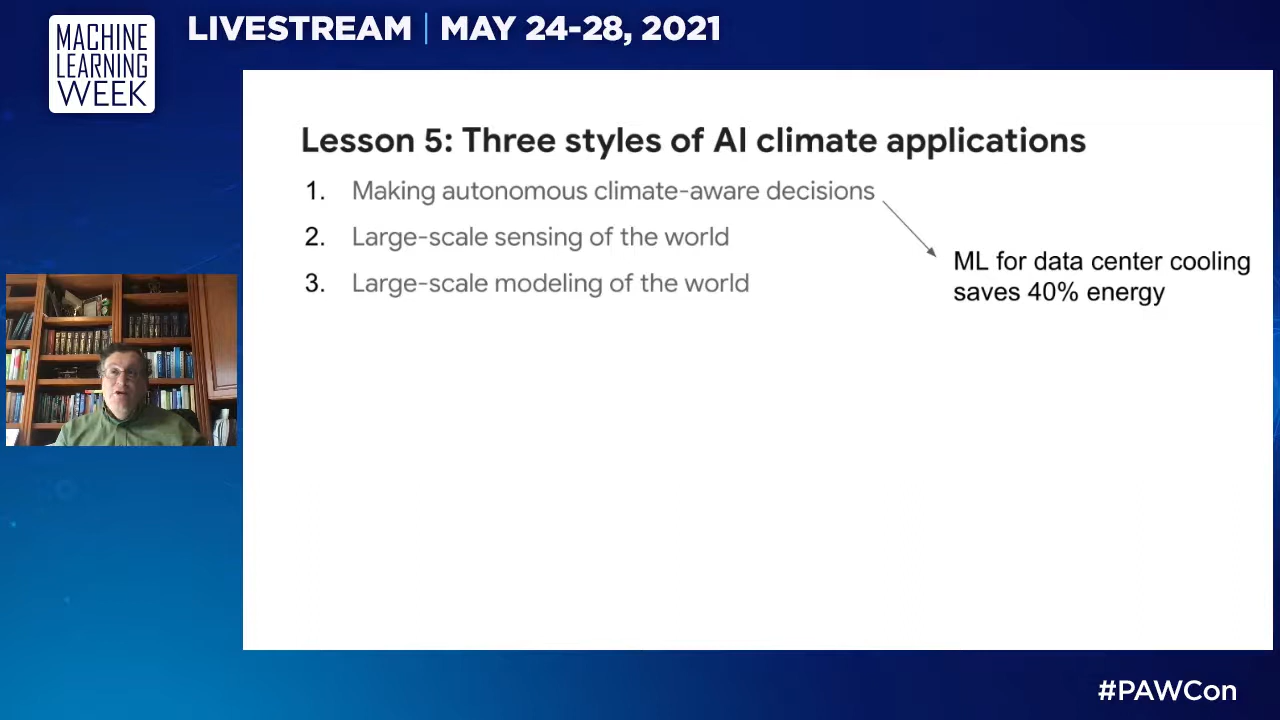 MACHINE
LEARNING
WEEK
LIVESTREAM | MAY 24-28, 2021
Lesson 5: Three styles of AI climate applications
1. Making autonomous climate-aware decisions
2. Large-scale sensing of the world
3. Large-scale modeling of the world
ML for data center cooling
saves 40% energy
#PAWCon